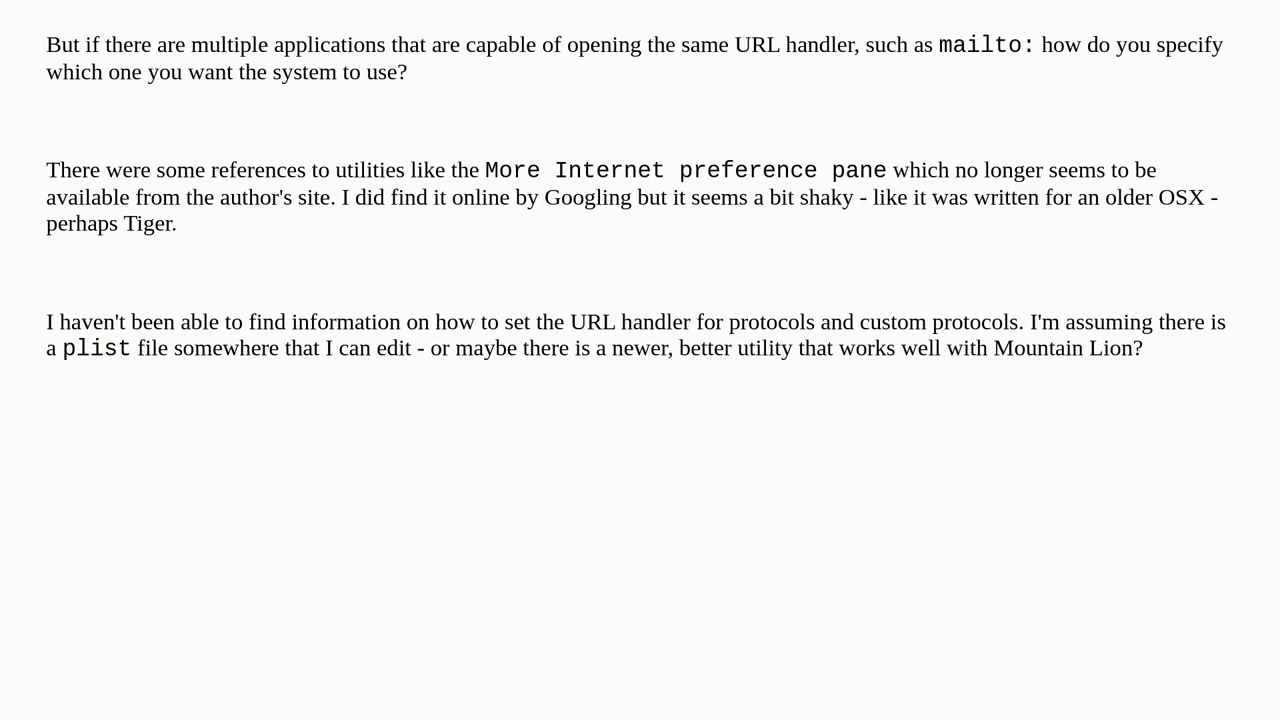 But if there are multiple applications that are capable of opening the same URL handler, such as mailto: how do you specify
which one you want the system to use?
There were some references to utilities like the More Internet preference pane which no longer seems to be
available from the author's site. I did find it online by Googling but it seems a bit shaky - like it was written for an older OSX -
perhaps Tiger.
I haven't been able to find information on how to set the URL handler for protocols and custom protocols. I'm assuming there is
a plist file somewhere that I can edit - or maybe there is a newer, better utility that works well with Mountain Lion?